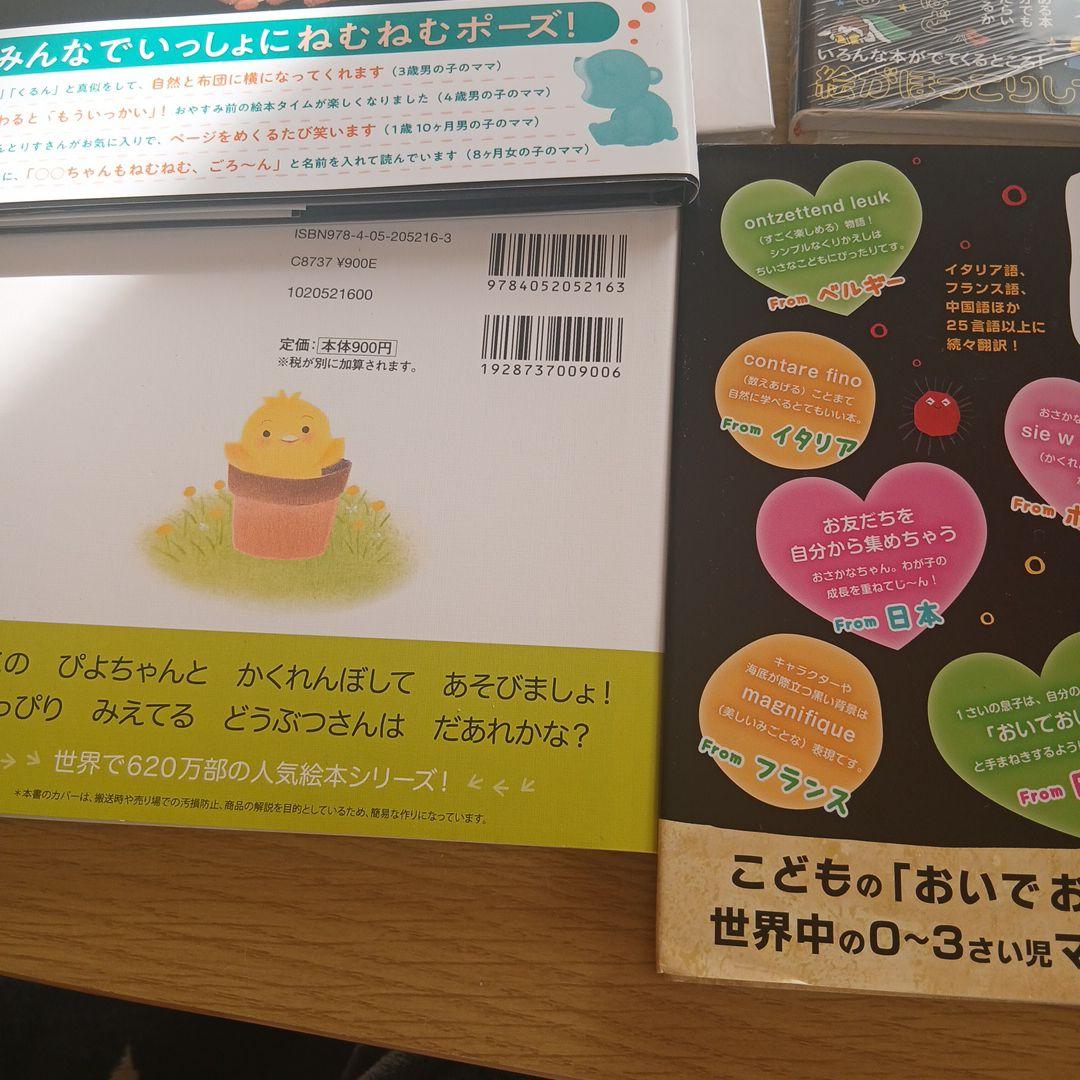 みんなでいっしょにねむねむポーズ!
「くるん」と真似をして、自然と布団に横になってくれます(3歳男の子のママ)
わると「もういっかい」! おやすみ前の絵本タイムが楽しくなりました(4歳男の子のママ)
んとりすさんがお気に入りで、ページをめくるたび笑います(1歳10ヶ月男の子のママ)
に、「○○ちゃんもねむねむ、ごろ〜ん」と名前を入れて読んでいます(8ヶ月女の子のママ)
いろんな本がでてくるところ!
絵がほっこりし
ISBN978-4-05-205216-3
C8737 ¥900E
1020521600
9784052052163
定価:本体900円
※税が別に加算されます。
1928737009006
の ぴよちゃんと かくれんぼして あそびましょ!
っぴり みえてる どうぶつさんは だあれかな?
世界で620万部の人気絵本シリーズ!
*本書のカバーは、搬送時や売り場での汚損防止、商品の解説を目的としているため、簡易な作りになっています。
ontzettend leuk
(すごく楽しめる)物語!
シンプルなくりかえしは
ちいさなこどもにぴったりです。
From ベルギー
イタリア語、
フランス語、
中国語ほか
25言語以上に
続々翻訳!
contare fino
(数えあげる)ことまで
自然に学べるとてもいい本。
From イタリア
おさかな
sie w
(かくれ
From ポ
お友だちを
自分から集めちゃう
おさかなちゃん。わが子の
成長を重ねてじ〜ん!
From 日本
キャラクターや
海底が際立つ黒い背景は
magnifique
(美しいみごとな)表現です。
From フランス
1さいの息子は、自分の
「おいでおい
と手まねきするように
From
こどもの「おいで お
世界中の0〜3さい児マ